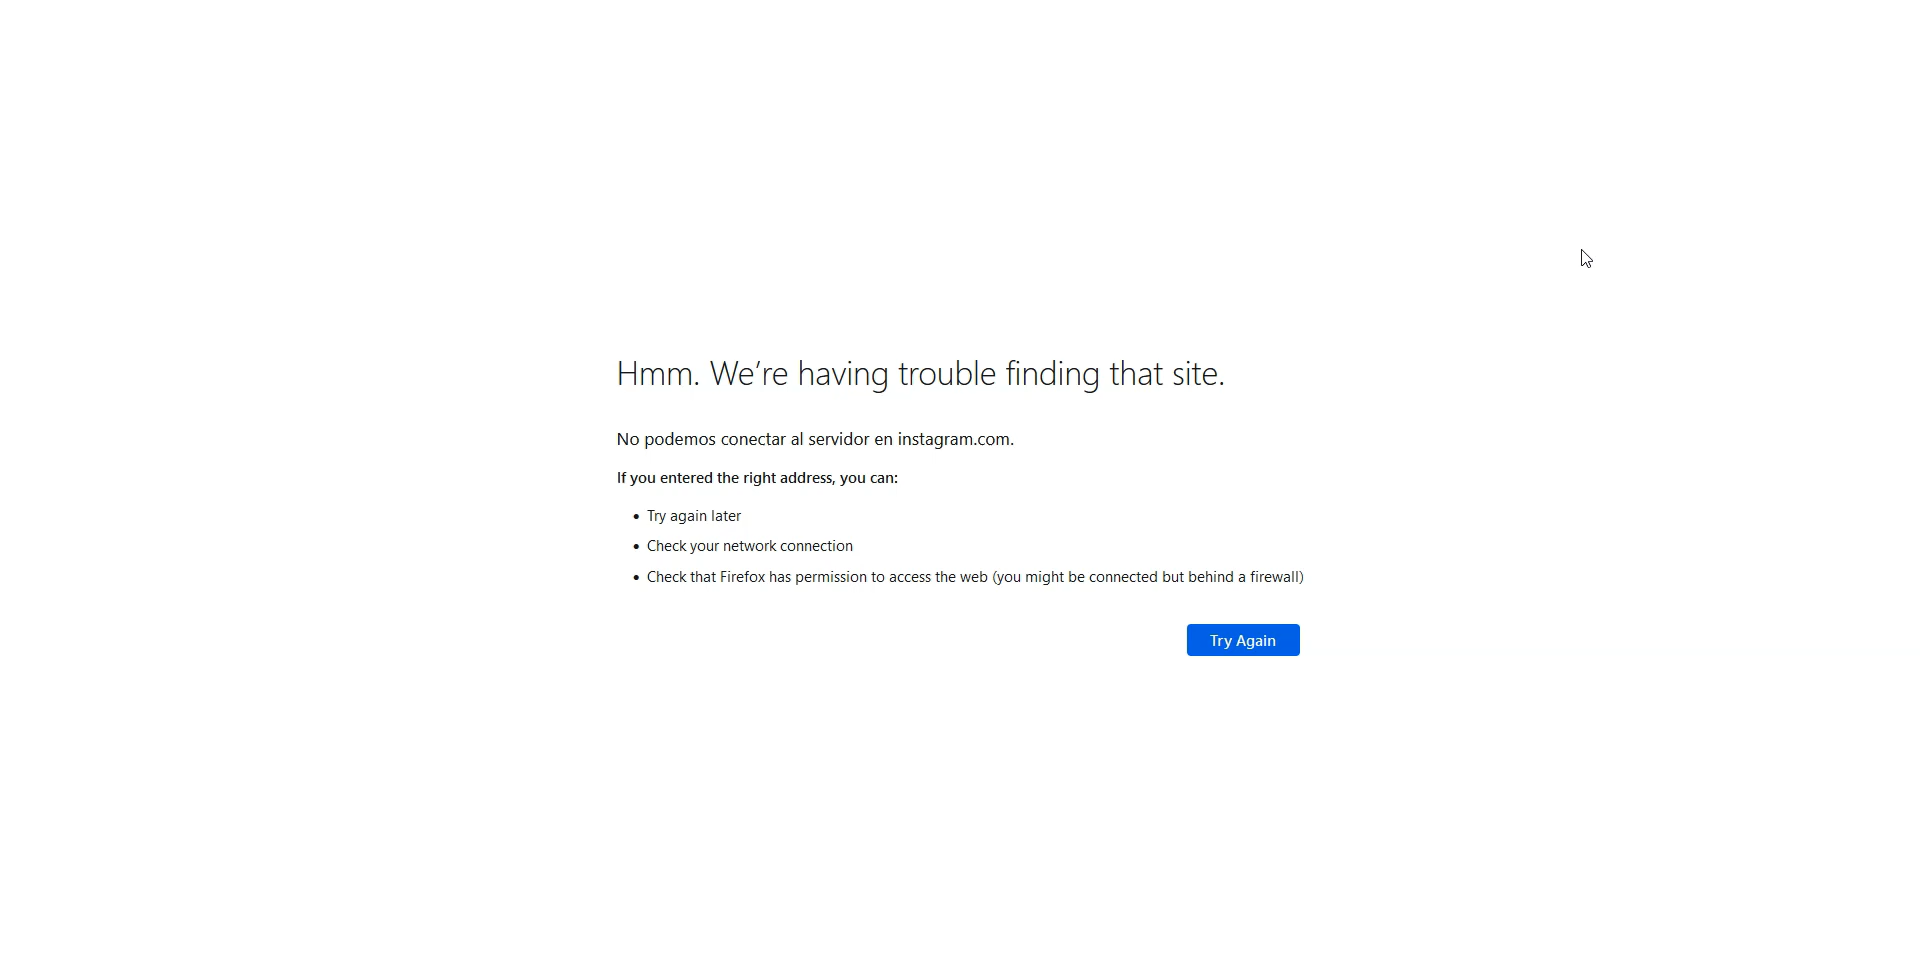 Hmm. We’re having trouble finding that site.
No podemos conectar al servidor en instagram.com.
If you entered the right address, you can:
• Try again later
• Check your network connection
• Check that Firefox has permission to access the web (you might be connected but behind a firewall)
Try Again